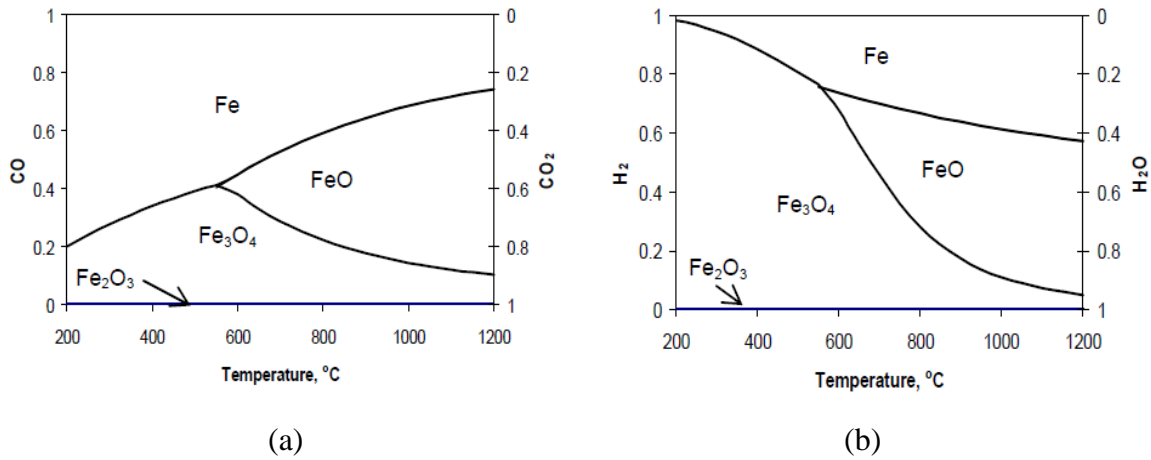 1 0
0.8 0.2
0.6 0.4
0.4 0.6
0.2 0.8
0 1
CO
CO₂
Fe
FeO
Fe₃O₄
Fe₂O₃
200 400 600 800 1000 1200
Temperature, °C
(a)
1 0
0.8 0.2
0.6 0.4
0.4 0.6
0.2 0.8
0 1
H₂
H₂O
Fe
FeO
Fe₃O₄
Fe₂O₃
200 400 600 800 1000 1200
Temperature, °C
(b)